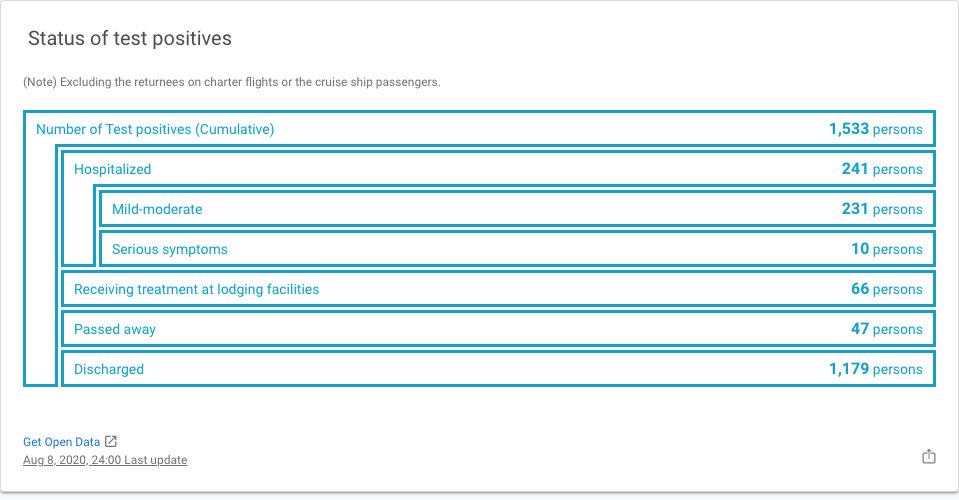 Status of test positives
(Note) Excluding the returnees on charter flights or the cruise ship passengers.
Number of Test positives (Cumulative) 1,533 persons
Hospitalized 241 persons
Mild-moderate 231 persons
Serious symptoms 10 persons
Receiving treatment at lodging facilities 66 persons
Passed away 47 persons
Discharged 1,179 persons
Get Open Data
Aug 8, 2020, 24:00 Last update